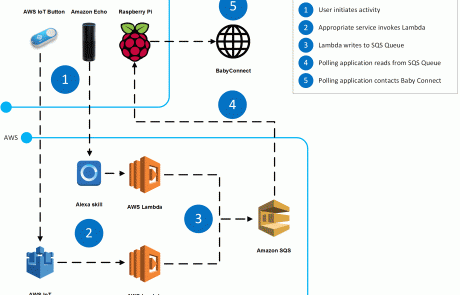 AWS IoT Button
Amazon Echo
Raspberry Pi
5
BabyConnect
1 User initiates activity
2 Appropriate service invokes Lambda
3 Lambda writes to SQS Queue
4 Polling application reads from SQS Queue
5 Polling application contacts Baby Connect
1
4
AWS
Alexa skill
AWS Lambda
2
3
Amazon SQS
AWS IoT
AWS Lambda